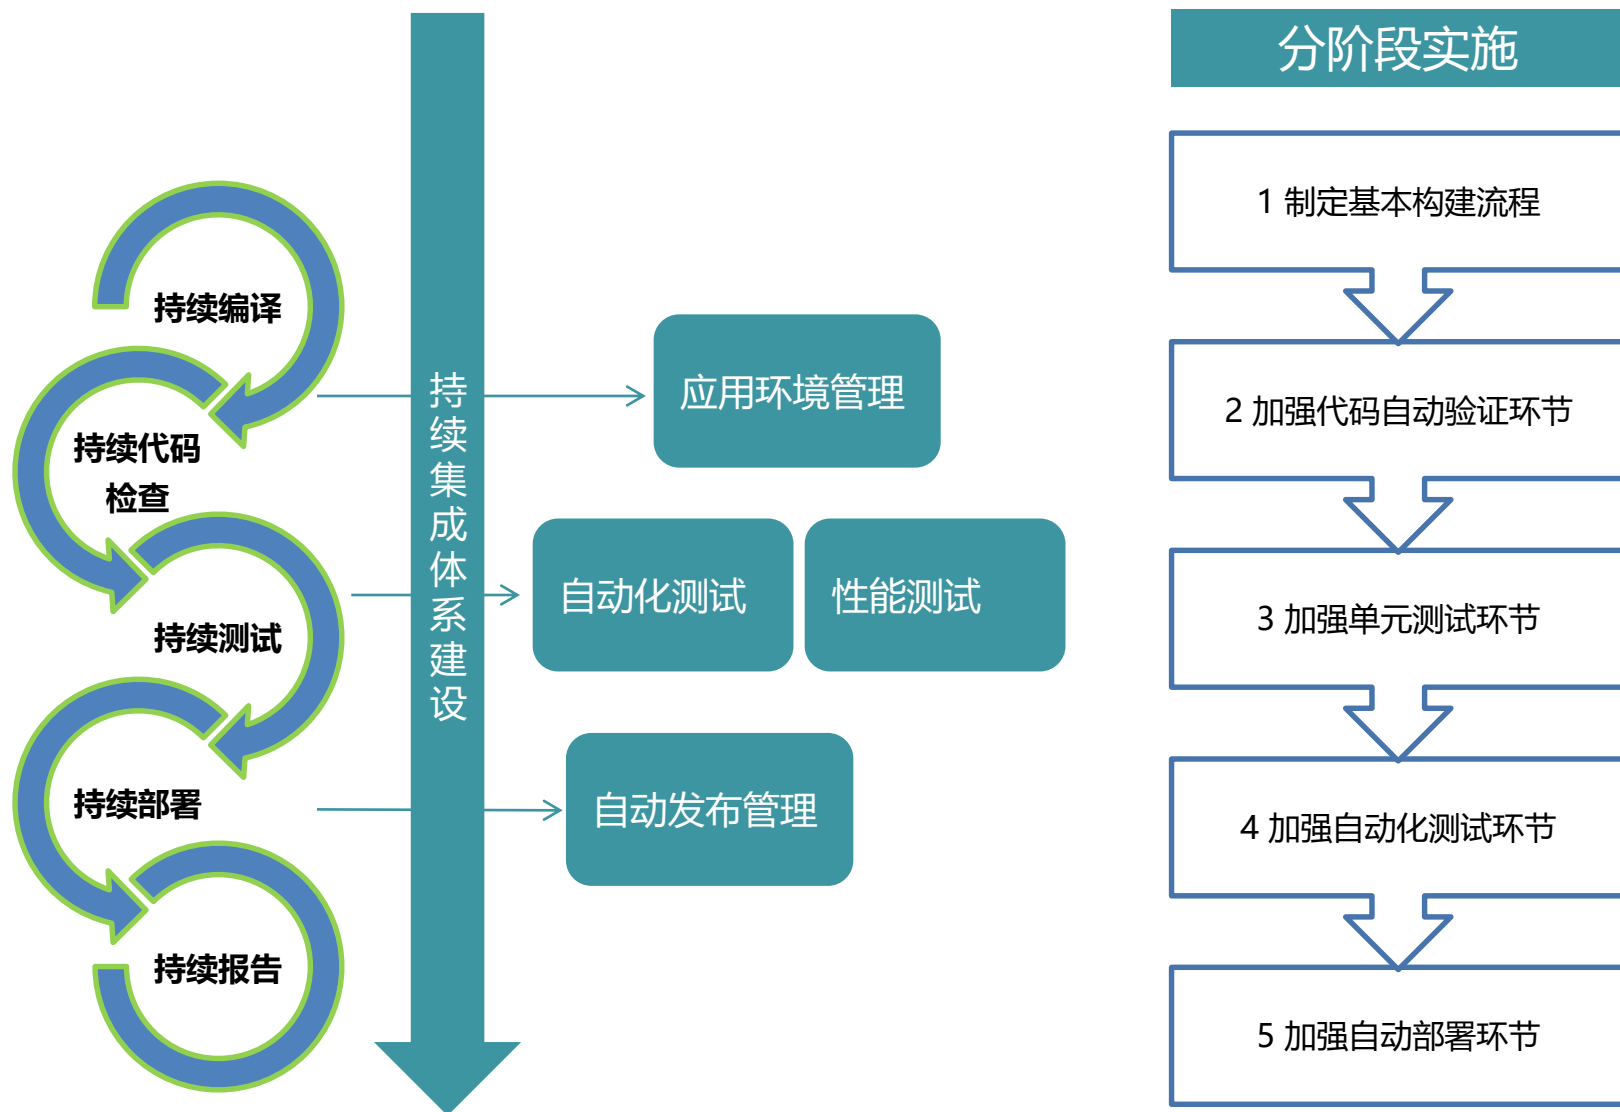 持续编译
持续代码
检查
持续测试
持续部署
持续报告
持续集成体系建设
应用环境管理
自动化测试
性能测试
自动发布管理
分阶段实施
1 制定基本构建流程
2 加强代码自动验证环节
3 加强单元测试环节
4 加强自动化测试环节
5 加强自动部署环节